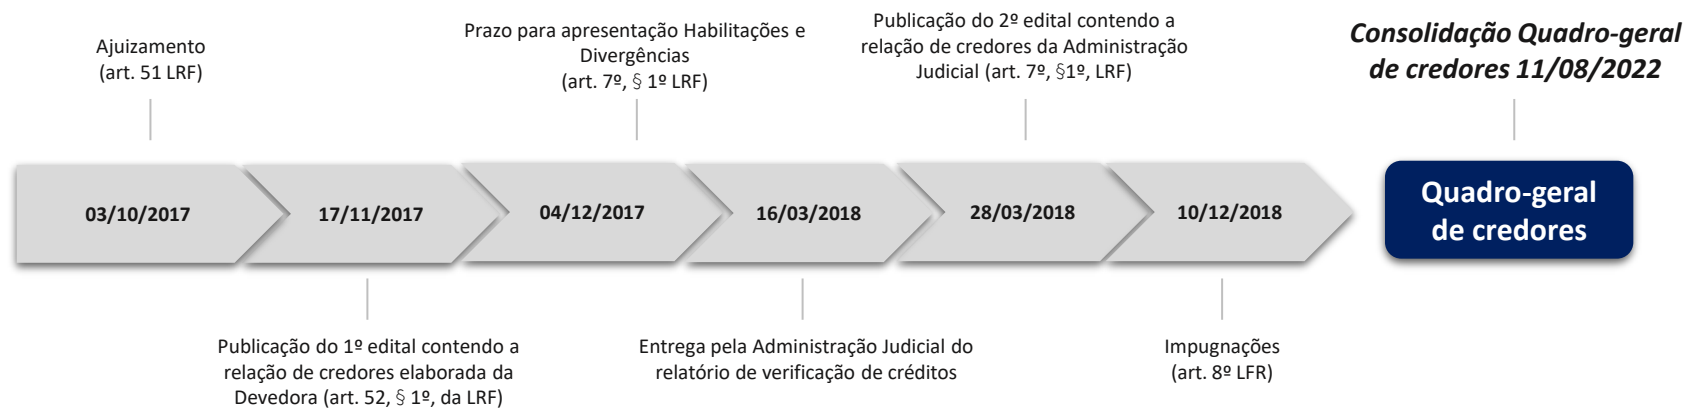 Ajuizamento
(art. 51 LRF)
Prazo para apresentação Habilitações e
Divergências
(art. 7º, § 1º LRF)
Publicação do 2º edital contendo a
relação de credores da Administração
Judicial (art. 7º, §1º, LRF)
Consolidação Quadro-geral
de credores 11/08/2022
03/10/2017
17/11/2017
04/12/2017
16/03/2018
28/03/2018
10/12/2018
Quadro-geral
de credores
Publicação do 1º edital contendo a
relação de credores elaborada da
Devedora (art. 52, § 1º, da LRF)
Entrega pela Administração Judicial do
relatório de verificação de créditos
Impugnações
(art. 8º LFR)